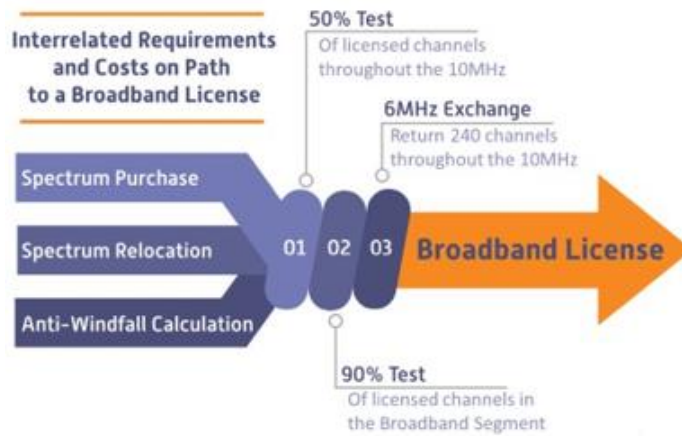 Interrelated Requirements
and Costs on Path
to a Broadband License
50% Test
Of licensed channels
throughout the 10MHz
6MHz Exchange
Return 240 channels
throughout the 10MHz
Spectrum Purchase
Spectrum Relocation
Anti-Windfall Calculation
01
02
03
Broadband License
90% Test
Of licensed channels in
the Broadband Segment